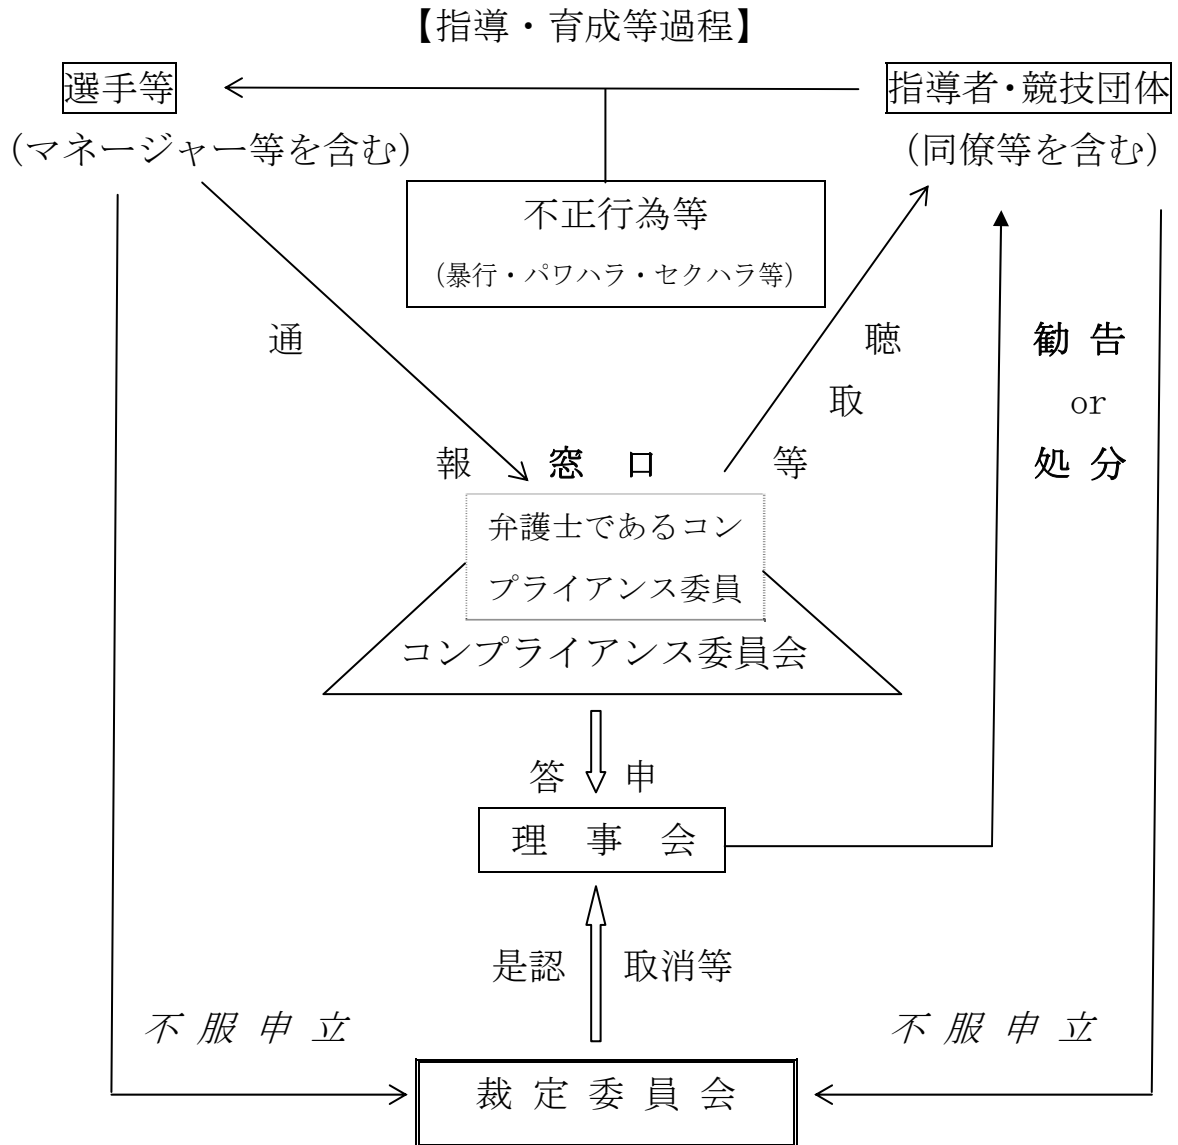 【指導・育成等過程】
選手等
指導者・競技団体
(マネージャー等を含む)
(同僚等を含む)
不正行為等
(暴行・パワハラ・セクハラ等)
通報
聴取等
勧告
or
処分
窓口
弁護士であるコン
プライアンス委員
コンプライアンス委員会
答申
理事会
是認 取消等
不服申立
不服申立
裁定委員会